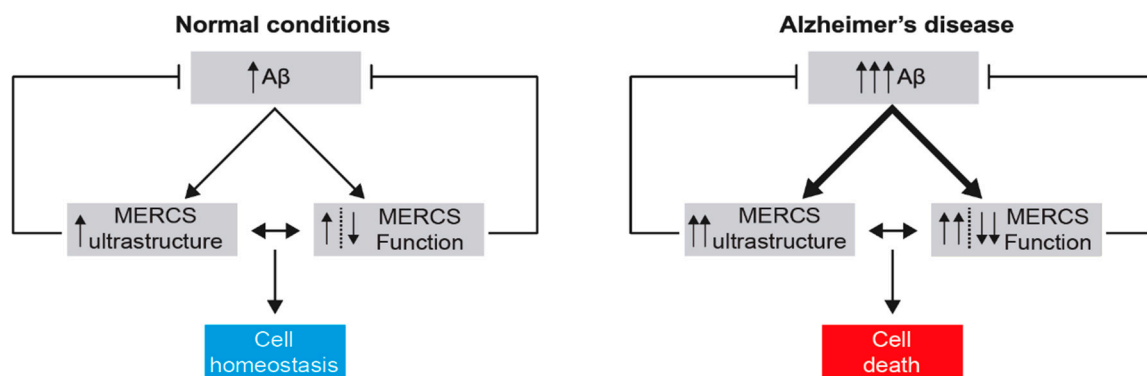 Normal conditions
↑Aβ
↑ MERCS
ultrastructure
↑ ↓ MERCS
Function
Cell
homeostasis
Alzheimer’s disease
↑↑↑ Aβ
↑↑ MERCS
ultrastructure
↑↑ ↓↓ MERCS
Function
Cell
death